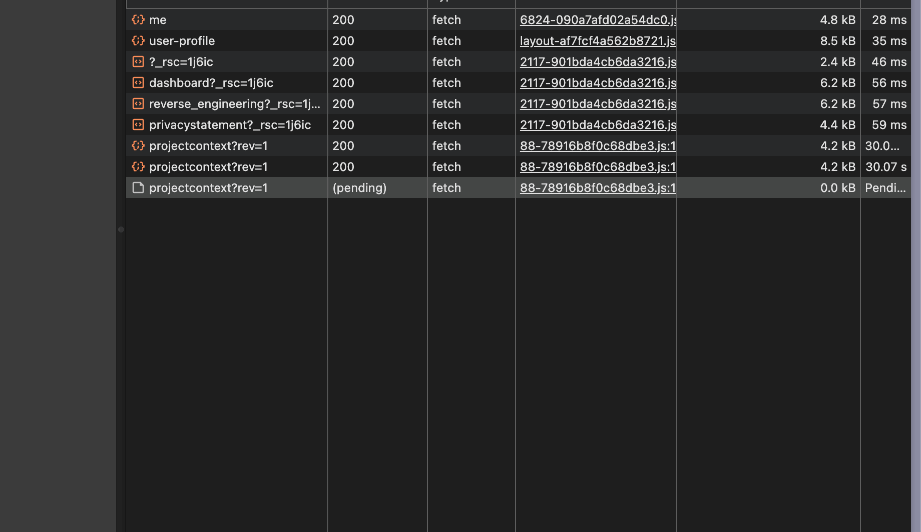 me 200 fetch 6824-090a7afd02a54dc0.js 4.8 kB 28 ms
user-profile 200 fetch layout-af7fcf4a562b8721.js 8.5 kB 35 ms
?_rsc=1j6ic 200 fetch 2117-901bda4cb6da3216.js 2.4 kB 46 ms
dashboard?_rsc=1j6ic 200 fetch 2117-901bda4cb6da3216.js 6.2 kB 56 ms
reverse_engineering?_rsc=1j... 200 fetch 2117-901bda4cb6da3216.js 6.2 kB 57 ms
privacystatement?_rsc=1j6ic 200 fetch 2117-901bda4cb6da3216.js 4.4 kB 59 ms
projectcontext?rev=1 200 fetch 88-78916b8f0c68dbe3.js:1 4.2 kB 30.0...
projectcontext?rev=1 200 fetch 88-78916b8f0c68dbe3.js:1 4.2 kB 30.07 s
projectcontext?rev=1 (pending) fetch 88-78916b8f0c68dbe3.js:1 0.0 kB Pendi...